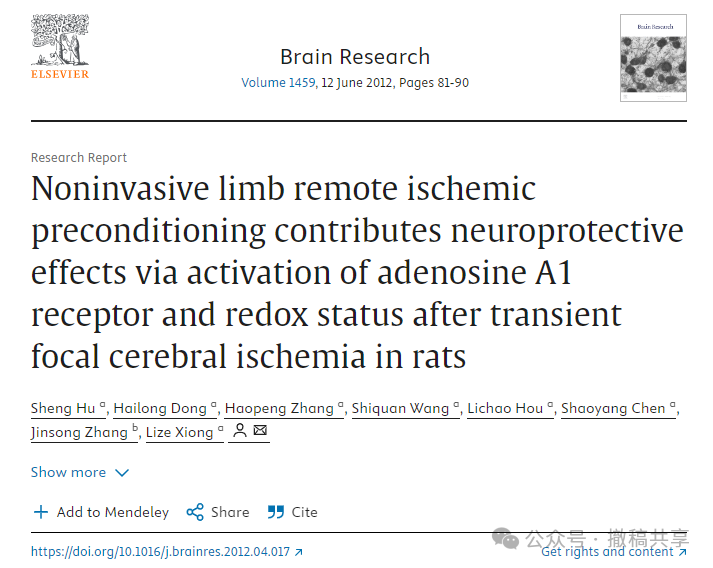 ELSEVIER
Brain Research
Volume 1459, 12 June 2012, Pages 81-90
Brain Research
Research Report
Noninvasive limb remote ischemic
preconditioning contributes neuroprotective
effects via activation of adenosine A1
receptor and redox status after transient
focal cerebral ischemia in rats
Sheng Hu a, Hailong Dong a, Haopeng Zhang a, Shiquan Wang a, Lichao Hou a, Shaoyang Chen a,
Jinsong Zhang b, Lize Xiong a
Show more
Add to Mendeley Share Cite
https://doi.org/10.1016/j.brainres.2012.04.017
Get rights and content
公众号 · 撤稿共享